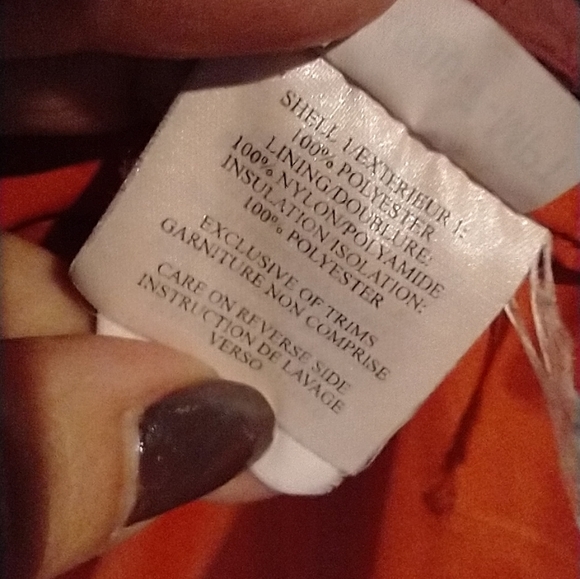 SHELL 1/EXTERIEUR 1:
100% POLYESTER
LINING/DOUBLURE:
100% NYLON/POLYAMIDE
INSULATION/ISOLATION:
100% POLYESTER
EXCLUSIVE OF TRIMS
GARNITURE NON COMPRISE
CARE ON REVERSE SIDE
INSTRUCTION DE LAVAGE
VERSO